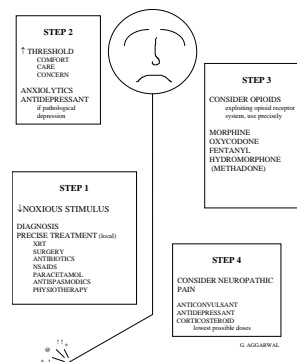 STEP 2
↑ THRESHOLD
COMFORT
CARE
CONCERN
ANXIOLYTICS
ANTIDEPRESSANT
if pathological
depression
STEP 3
CONSIDER OPIOIDS
exploiting opioid receptor
system, use precisely
MORPHINE
OXYCODONE
FENTANYL
HYDROMORPHONE
(METHADONE)
STEP 1
↓NOXIOUS STIMULUS
DIAGNOSIS
PRECISE TREATMENT (local)
XRT
SURGERY
ANTIBIOTICS
NSAIDS
PARACETAMOL
ANTISPASMODICS
PHYSIOTHERAPY
STEP 4
CONSIDER NEUROPATHIC
PAIN
ANTICONVULSANT
ANTIDEPRESSANT
CORTICOSTEROID
lowest possible doses
G. AGGARWAL